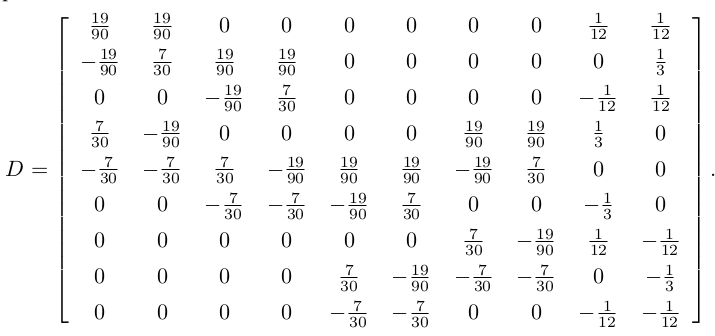 D = \left[ \begin{array}{cccccccccc}
\frac{19}{90} & \frac{19}{90} & 0 & 0 & 0 & 0 & 0 & 0 & \frac{1}{12} & \frac{1}{12} \\
-\frac{19}{90} & \frac{7}{30} & \frac{19}{90} & \frac{19}{90} & 0 & 0 & 0 & 0 & 0 & \frac{1}{3} \\
0 & 0 & -\frac{19}{90} & \frac{7}{30} & 0 & 0 & 0 & 0 & -\frac{1}{12} & \frac{1}{12} \\
\frac{7}{30} & -\frac{19}{90} & 0 & 0 & 0 & 0 & \frac{19}{90} & \frac{19}{90} & \frac{1}{3} & 0 \\
-\frac{7}{30} & -\frac{7}{30} & \frac{7}{30} & -\frac{19}{90} & \frac{19}{90} & \frac{19}{90} & -\frac{19}{90} & \frac{7}{30} & 0 & 0 \\
0 & 0 & -\frac{7}{30} & -\frac{7}{30} & -\frac{19}{90} & \frac{7}{30} & 0 & 0 & -\frac{1}{3} & 0 \\
0 & 0 & 0 & 0 & 0 & 0 & \frac{7}{30} & -\frac{19}{90} & \frac{1}{12} & -\frac{1}{12} \\
0 & 0 & 0 & 0 & \frac{7}{30} & -\frac{19}{90} & -\frac{7}{30} & -\frac{7}{30} & 0 & -\frac{1}{3} \\
0 & 0 & 0 & 0 & -\frac{7}{30} & -\frac{7}{30} & 0 & 0 & -\frac{1}{12} & -\frac{1}{12}
\end{array} \right].